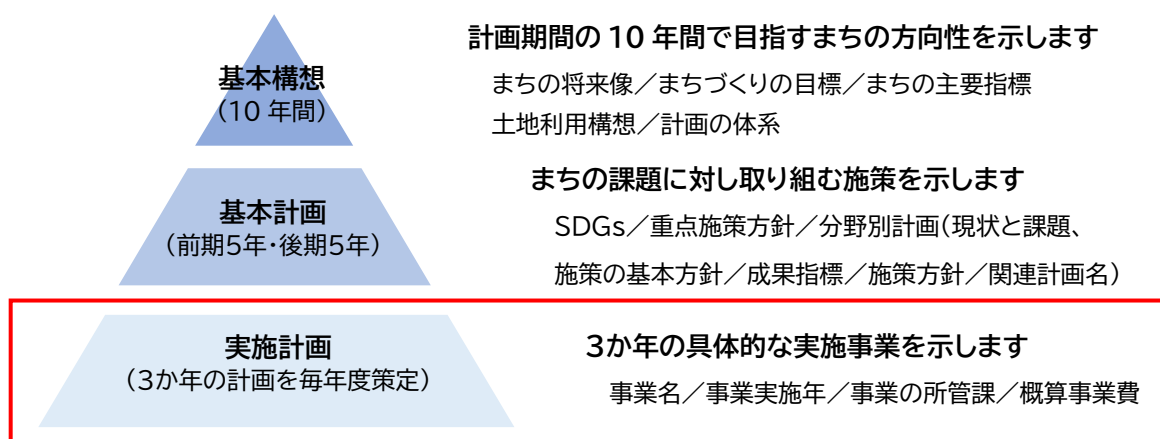 基本構想
（10 年間）
計画期間の 10 年間で目指すまちの方向性を示します
まちの将来像／まちづくりの目標／まちの主要指標
土地利用構想／計画の体系
基本計画
（前期5年・後期5年）
まちの課題に対し取り組む施策を示します
SDGs／重点施策方針／分野別計画（現状と課題、
施策の基本方針／成果指標／施策方針／関連計画名）
実施計画
（3か年の計画を毎年度策定）
3か年の具体的な実施事業を示します
事業名／事業実施年／事業の所管課／概算事業費